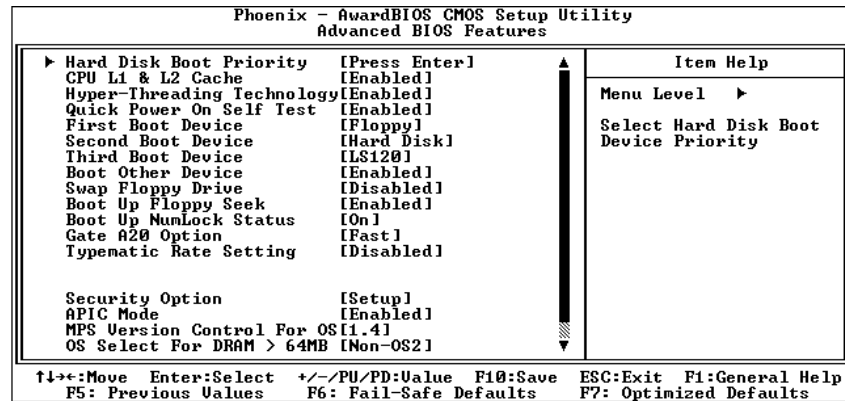 Phoenix - AwardBIOS CMOS Setup Utility
Advanced BIOS Features
▶ Hard Disk Boot Priority [Press Enter]
CPU L1 & L2 Cache [Enabled]
Hyper-Threading Technology[Enabled]
Quick Power On Self Test [Enabled]
First Boot Device [Floppy]
Second Boot Device [Hard Disk]
Third Boot Device [LS120]
Boot Other Device [Enabled]
Swap Floppy Drive [Disabled]
Boot Up Floppy Seek [Enabled]
Boot Up NumLock Status [On]
Gate A20 Option [Fast]
Typematic Rate Setting [Disabled]
Security Option [Setup]
APIC Mode [Enabled]
MPS Version Control For OS[1.4]
OS Select For DRAM > 64MB [Non-OS2]
Item Help
Menu Level ▶
Select Hard Disk Boot
Device Priority
↑↓→←:Move Enter:Select +/-/PU/PD:Value F10:Save ESC:Exit F1:General Help
F5: Previous Values F6: Fail-Safe Defaults F7: Optimized Defaults